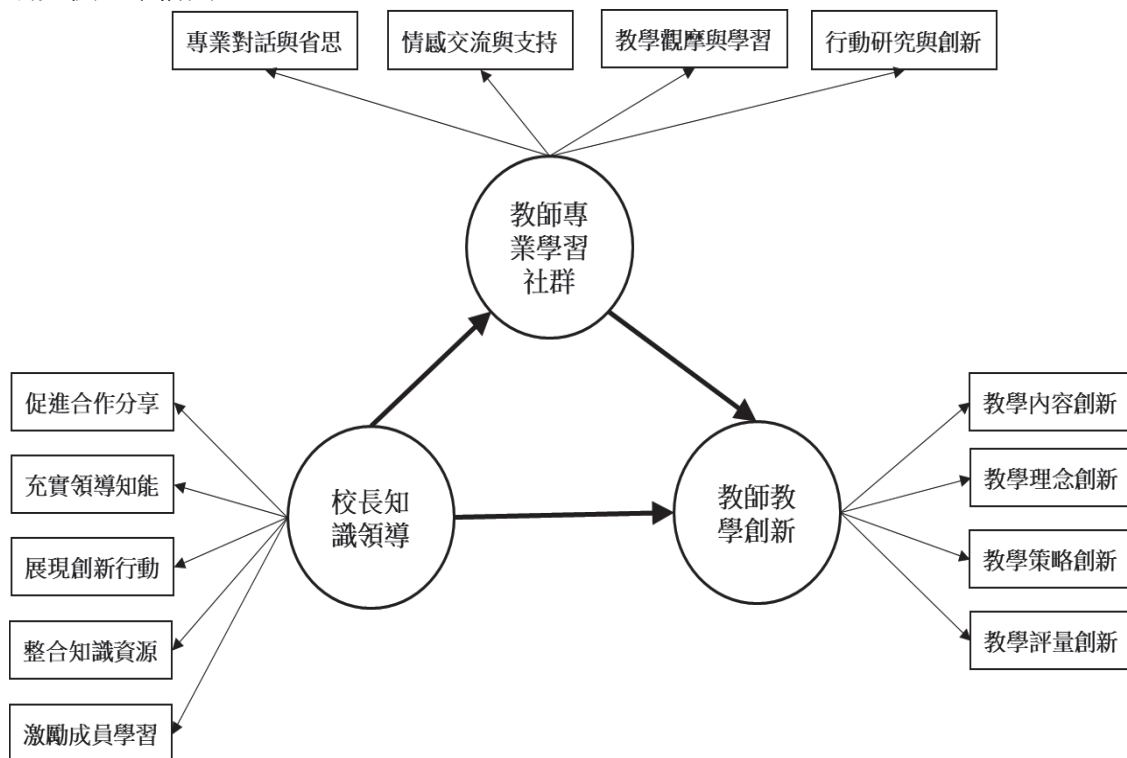 專業對話與省思
情感交流與支持
教學觀摩與學習
行動研究與創新
教師專
業學習
社群
促進合作分享
充實領導知能
展現創新行動
整合知識資源
激勵成員學習
校長知
識領導
教師教
學創新
教學內容創新
教學理念創新
教學策略創新
教學評量創新